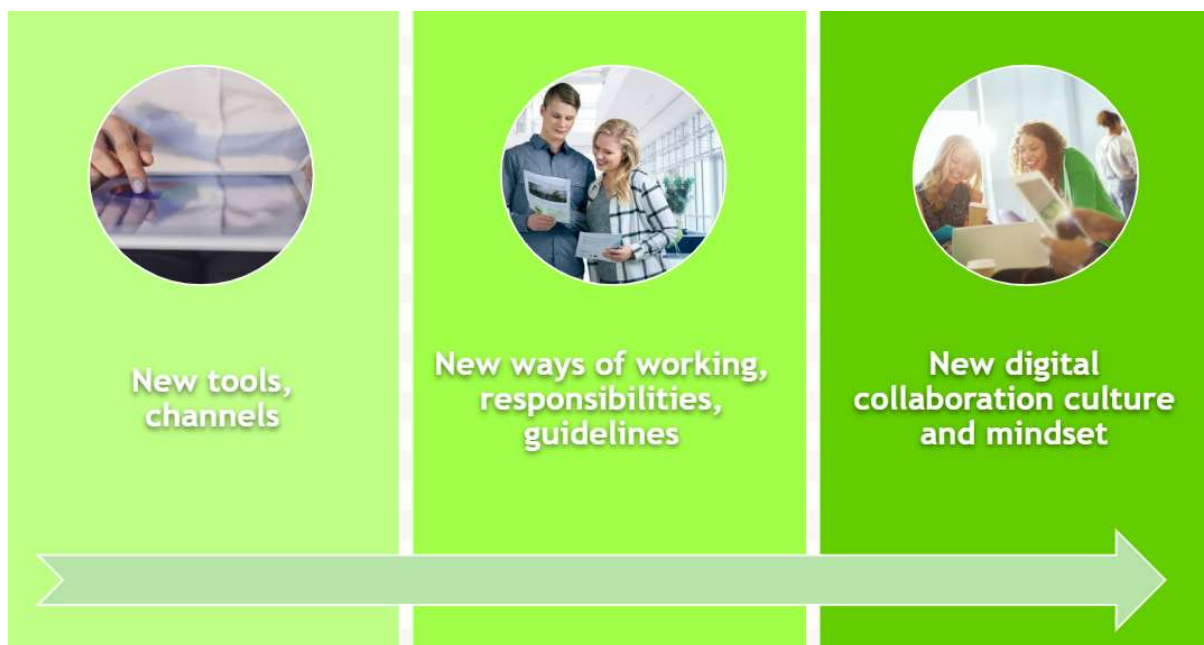 New tools,
channels
New ways of working,
responsibilities,
guidelines
New digital
collaboration culture
and mindset